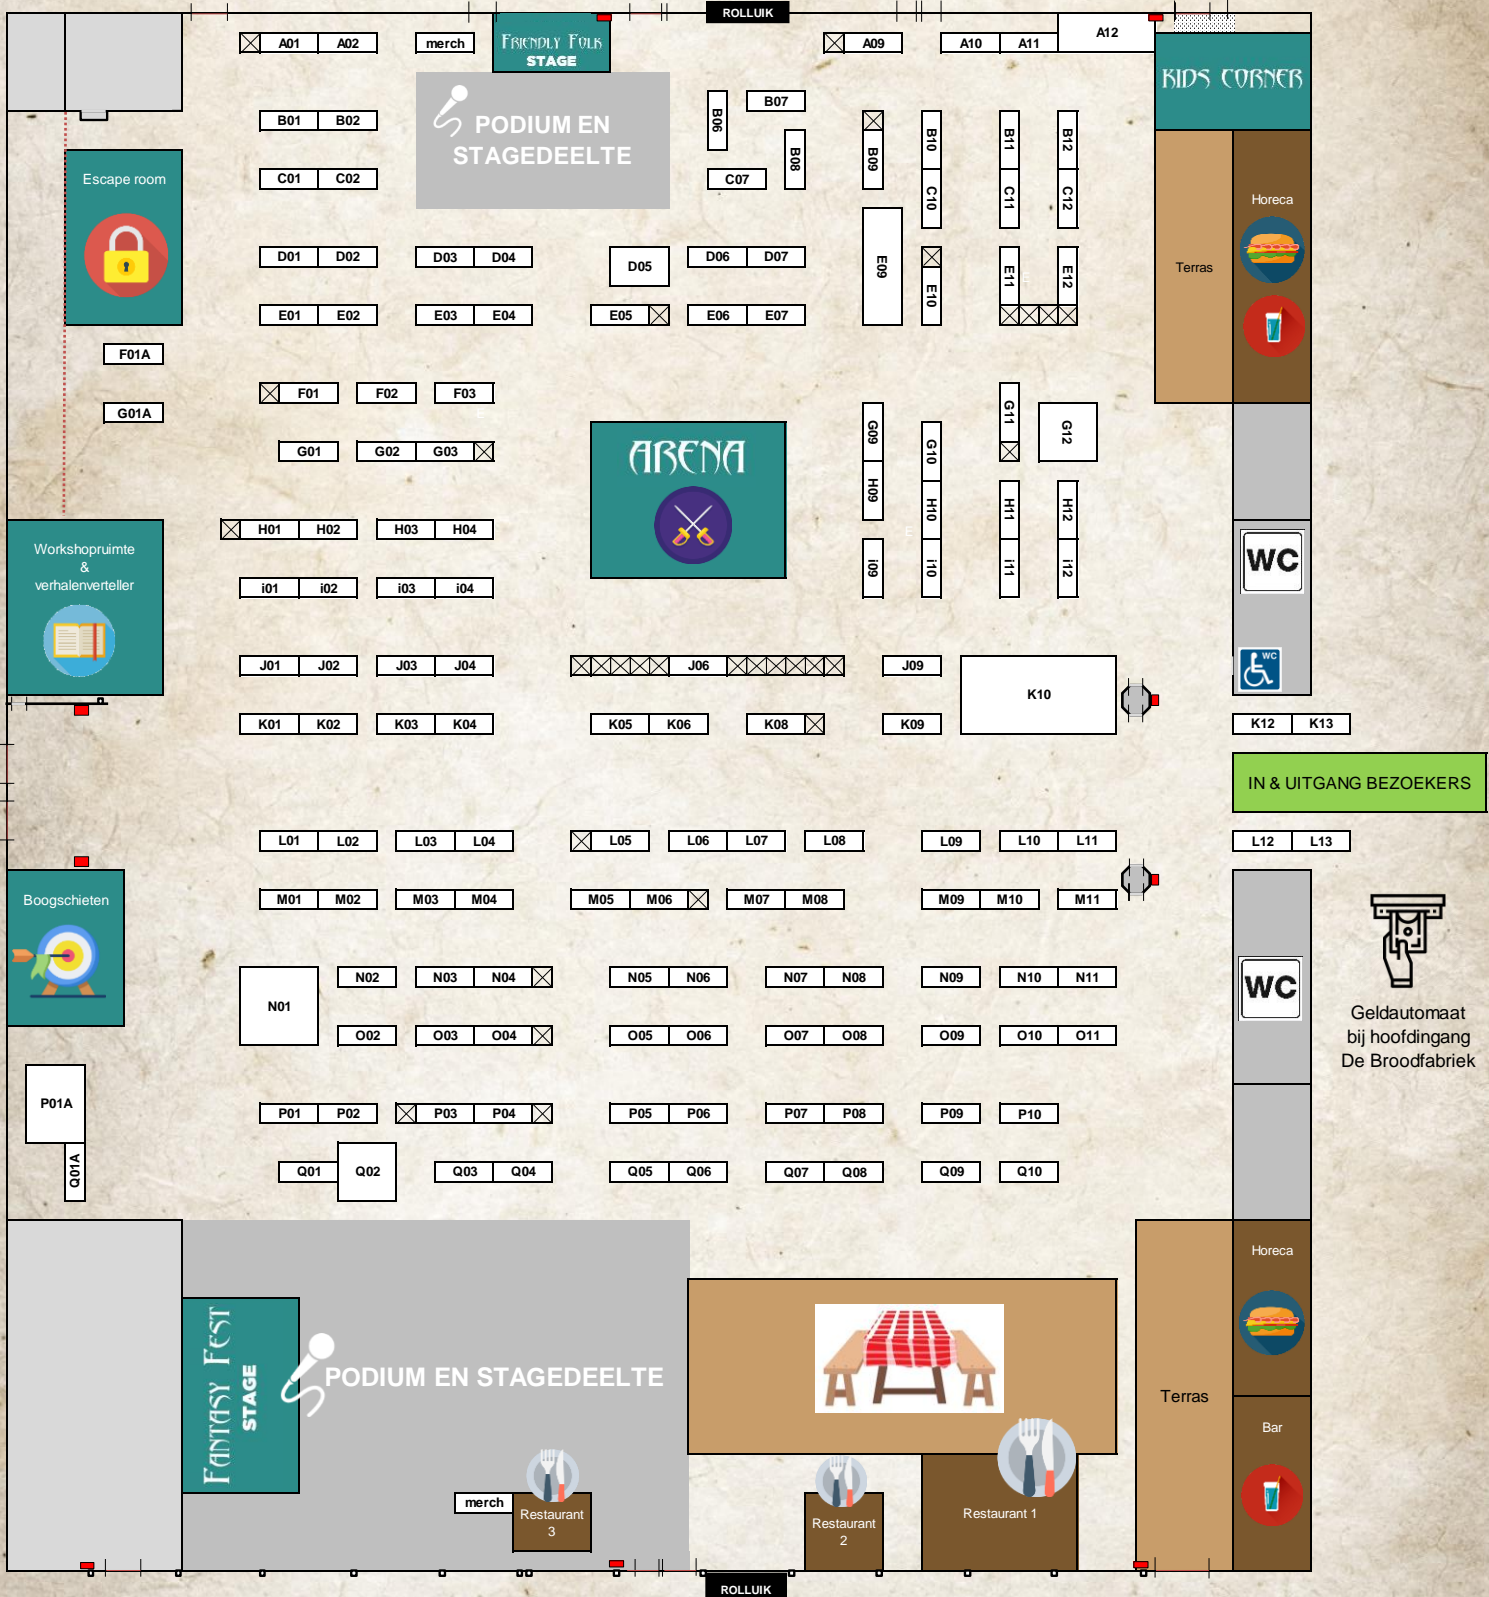 ROLLUIK
A01 A02 merch FRIENDLY FOLK A09 A10 A11 A12
STAGE
KIDS CORNER
B01 B02 PODIUM EN B06 B07 B08 B09 B10 B11 B12
STAGEDEELTE
Escape room
C01 C02 C07 C10 C11 C12
Horeca
D01 D02 D03 D04 D05 D06 D07
Terras
E01 E02 E03 E04 E05 E06 E07 E09 E10 E11 E12
F01A
F01 F02 F03
G01A
G01 G02 G03 G09 G10 G11 G12
ARENA
H01 H02 H03 H04 H09 H10 H11 H12
Workshopruimte
&
verhalenverteller
WC
i01 i02 i03 i04 i09 i10 i11 i12
WC
J01 J02 J03 J04 J06 J09
K10
K01 K02 K03 K04 K05 K06 K08 K09 K12 K13
IN & UITGANG BEZOEKERS
L01 L02 L03 L04 L05 L06 L07 L08 L09 L10 L11 L12 L13
Boogschieten
M01 M02 M03 M04 M05 M06 M07 M08 M09 M10 M11
N01 N02 N03 N04 N05 N06 N07 N08 N09 N10 N11
WC
Geldautomaat
bij hoofdingang
De Broodfabriek
O02 O03 O04 O05 O06 O07 O08 O09 O10 O11
P01A
P01 P02 P03 P04 P05 P06 P07 P08 P09 P10
Q01A
Q01 Q02 Q03 Q04 Q05 Q06 Q07 Q08 Q09 Q10
Horeca
FANTASY FEST
STAGE
PODIUM EN STAGEDEELTE
Terras
Bar
merch
Restaurant
3
Restaurant
2
Restaurant 1
ROLLUIK